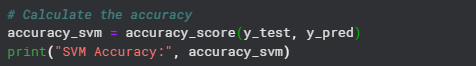 # Calculate the accuracy
accuracy_svm = accuracy_score(y_test, y_pred)
print("SVM Accuracy:", accuracy_svm)